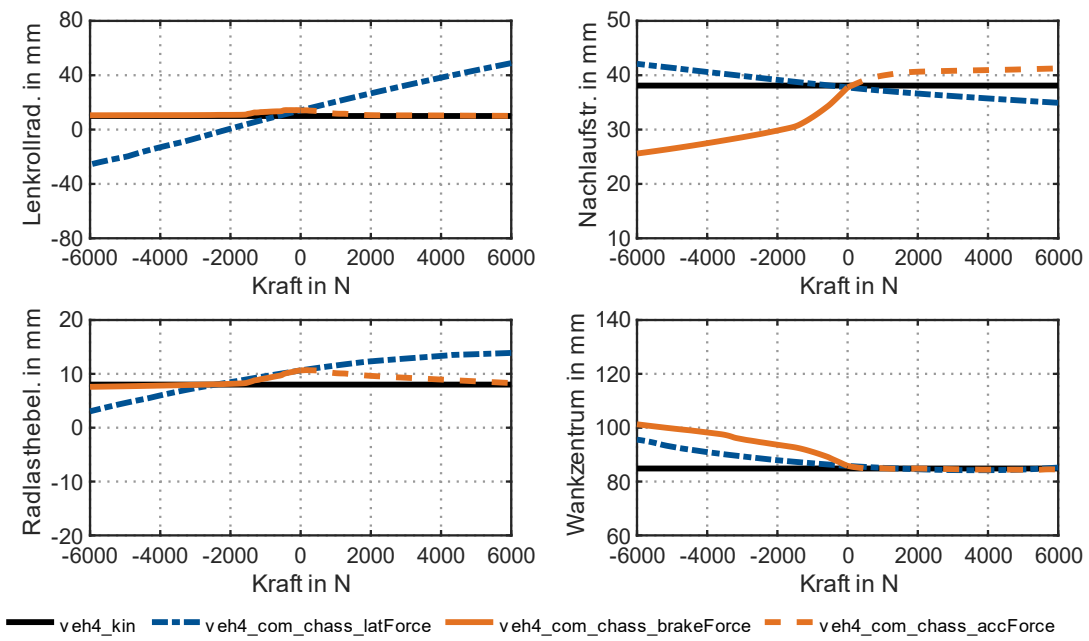 80
40
0
-40
-80
Lenkrollrad. in mm
-6000 -4000 -2000 0 2000 4000 6000
Kraft in N
50
40
30
20
10
Nachlaufstr. in mm
-6000 -4000 -2000 0 2000 4000 6000
Kraft in N
20
10
0
-10
-20
Radlasthebel. in mm
-6000 -4000 -2000 0 2000 4000 6000
Kraft in N
140
120
100
80
60
Wankzentrum in mm
-6000 -4000 -2000 0 2000 4000 6000
Kraft in N
veh4_kin veh4_com_chass_latForce veh4_com_chass_brakeForce veh4_com_chass_accForce